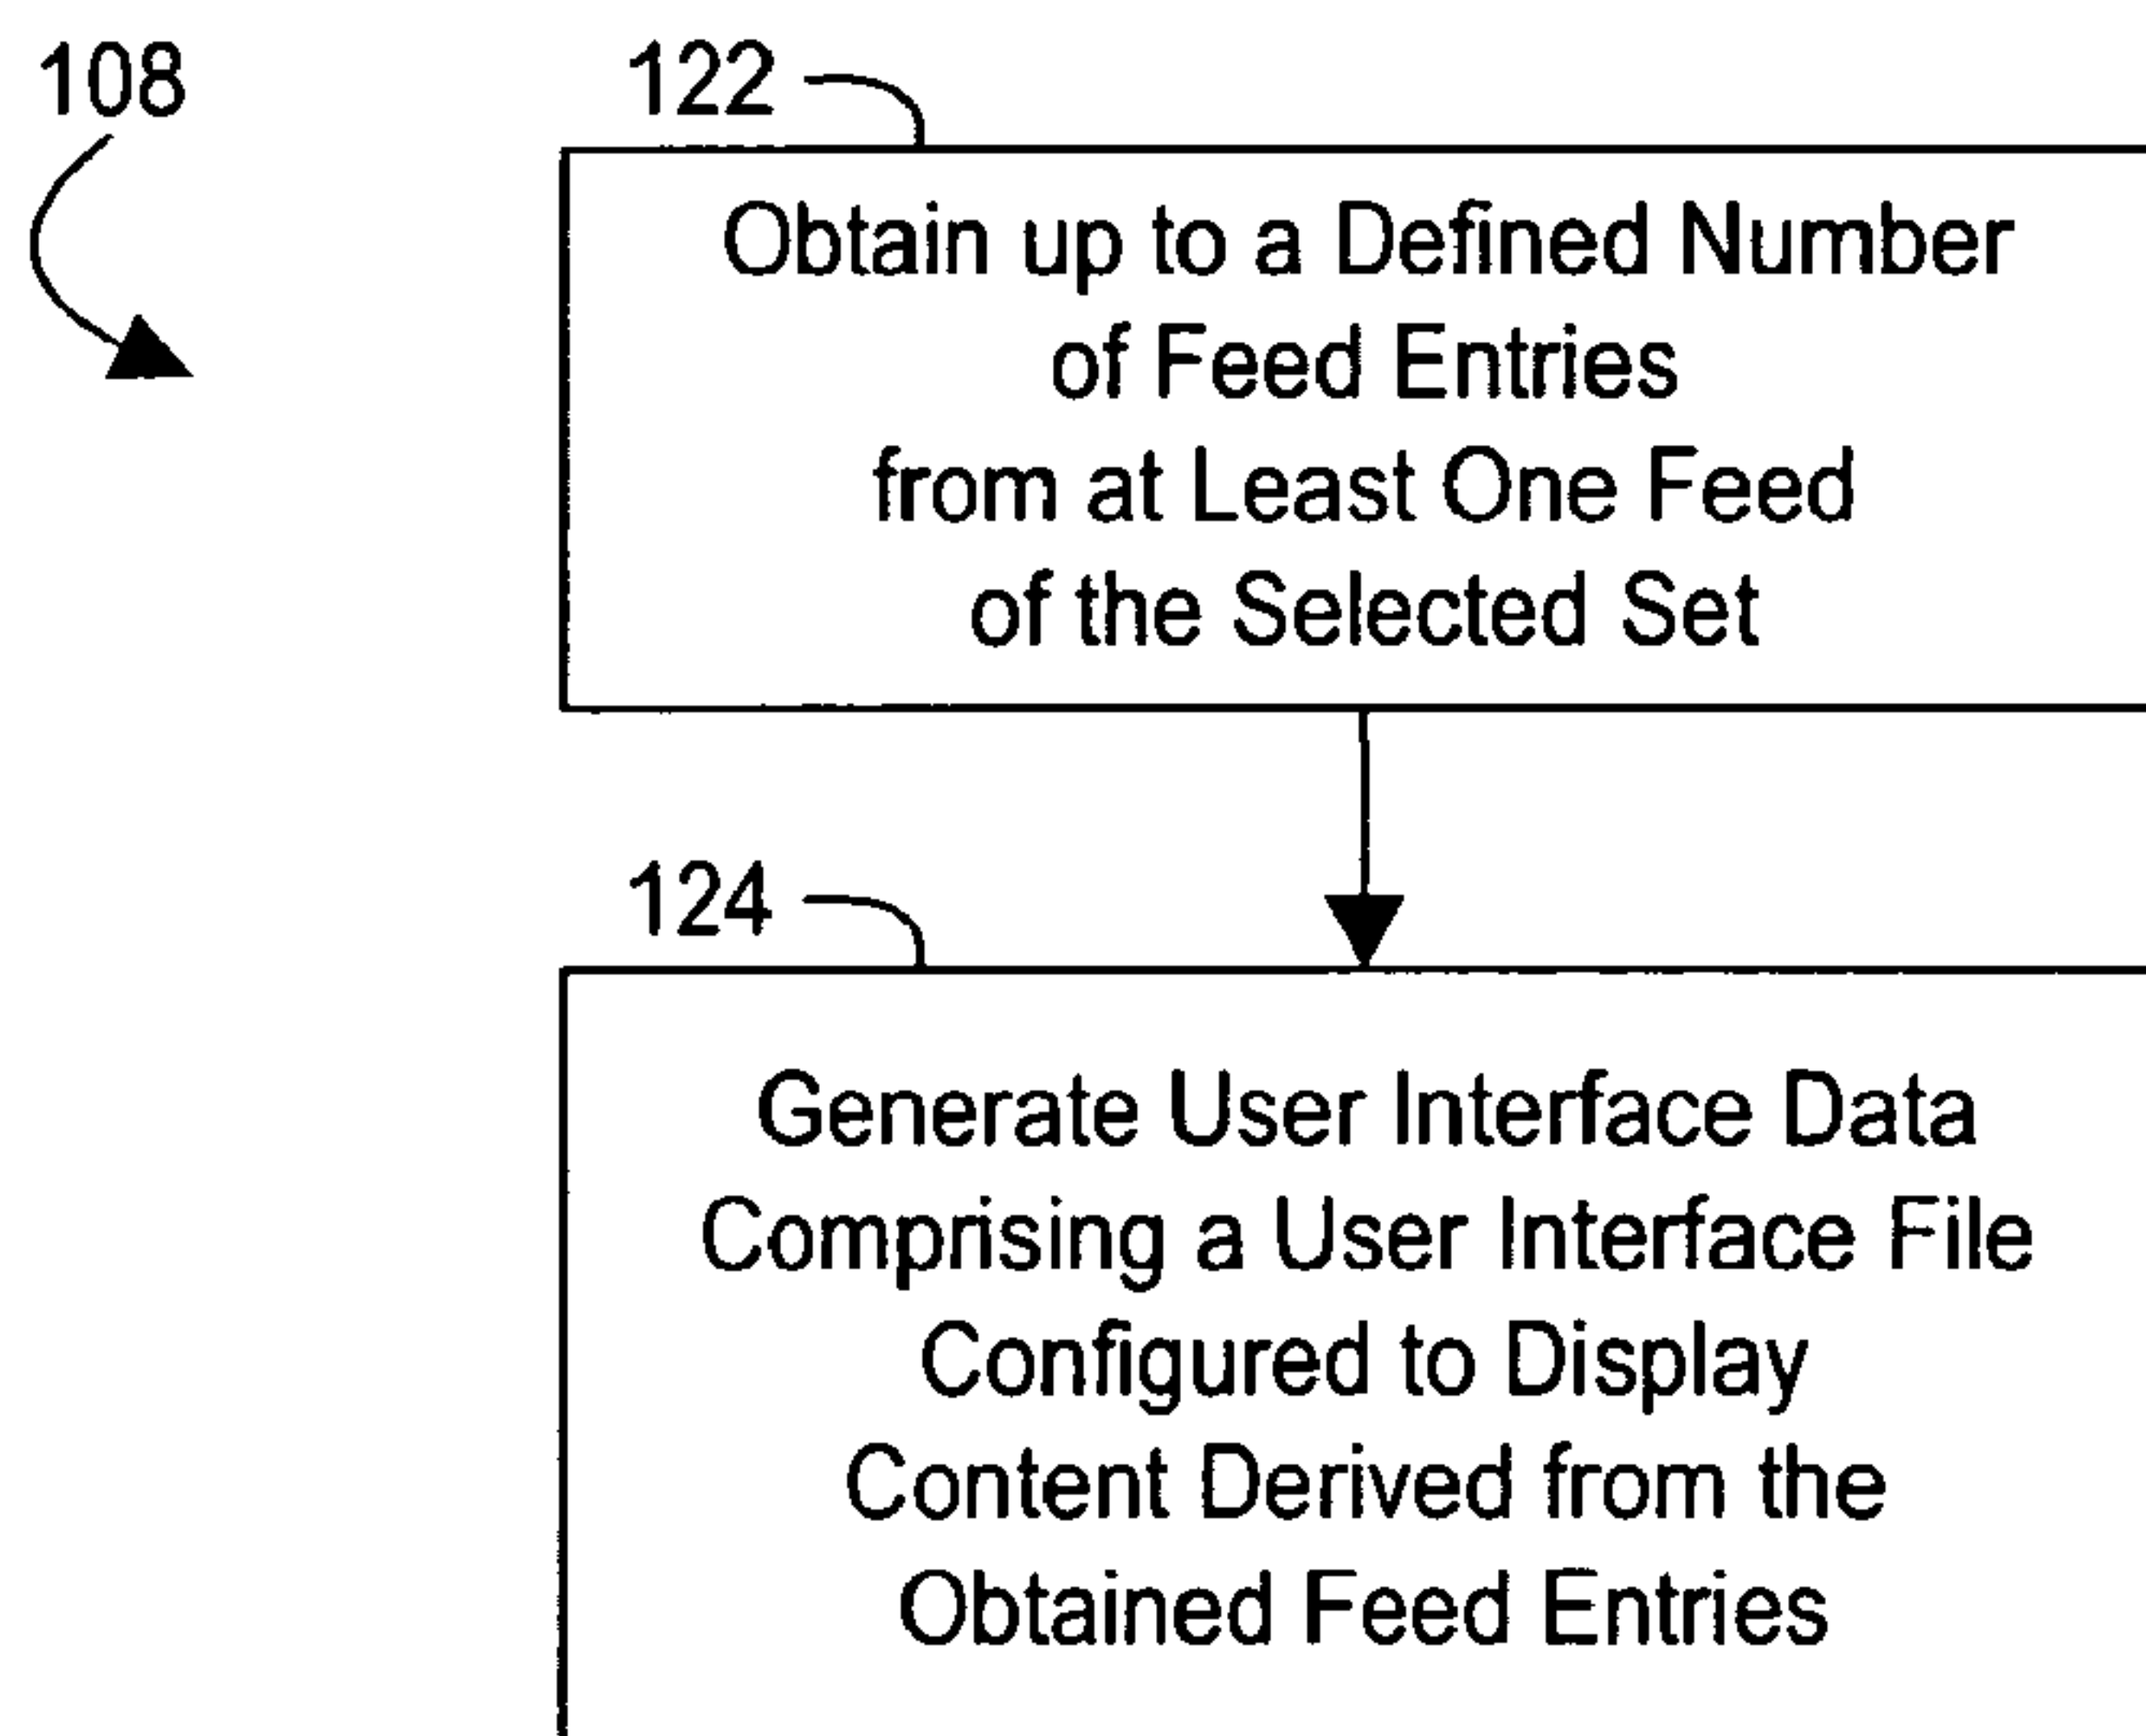 108
122
Obtain up to a Defined Number
of Feed Entries
from at Least One Feed
of the Selected Set
124
Generate User Interface Data
Comprising a User Interface File
Configured to Display
Content Derived from the
Obtained Feed Entries